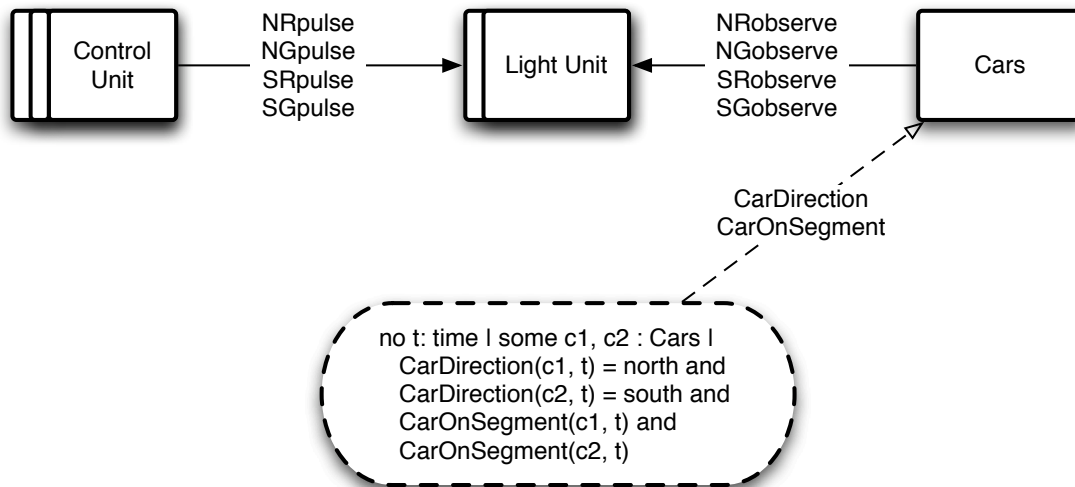 Control
Unit
NRpulse
NGpulse
SRpulse
SGpulse
Light Unit
NRobserve
NGobserve
SRobserve
SGobserve
Cars
CarDirection
CarOnSegment
no t: time | some c1, c2 : Cars |
CarDirection(c1, t) = north and
CarDirection(c2, t) = south and
CarOnSegment(c1, t) and
CarOnSegment(c2, t)